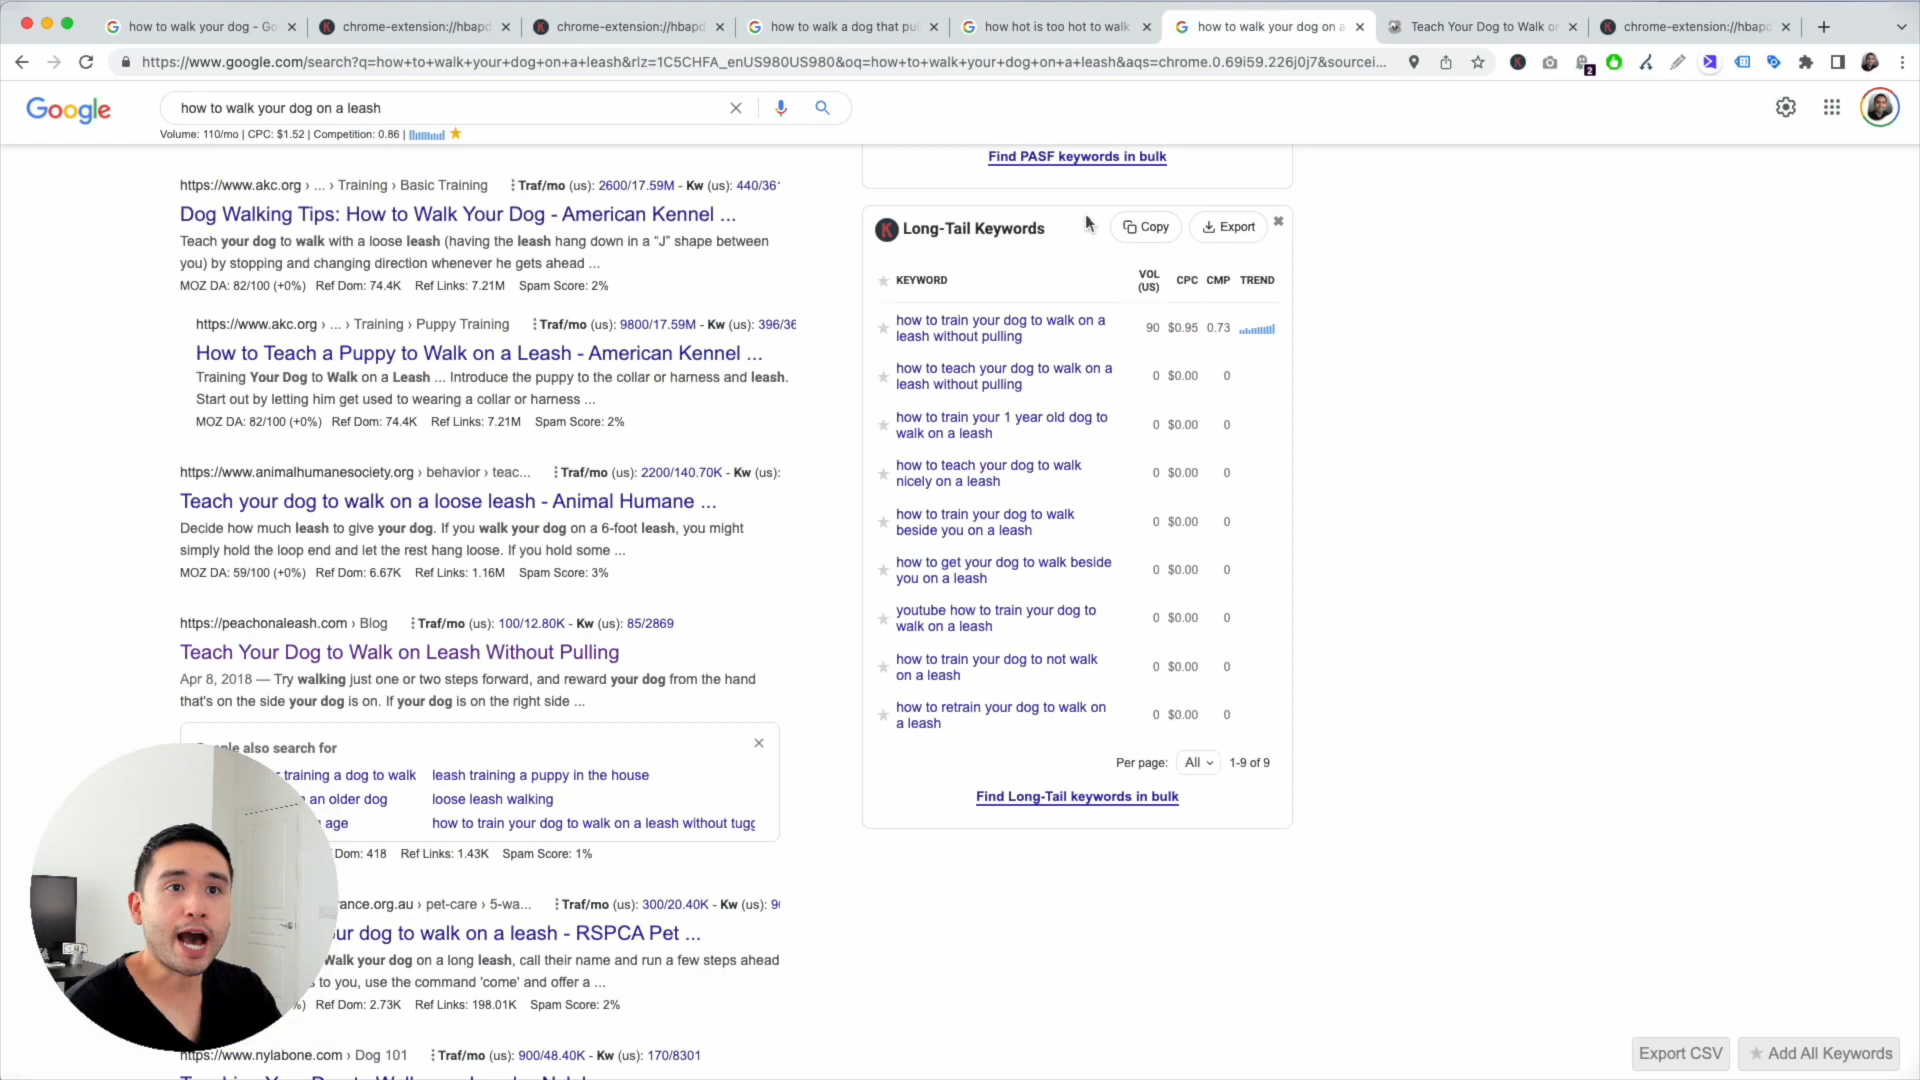 how to walk your dog - Go
chrome-extension://hbapd
chrome-extension://hbapd
how to walk a dog that pul
how hot is too hot to walk
how to walk your dog on a
Teach Your Dog to Walk or
chrome-extension://hbapd
https://www.google.com/search?q=how+to+walk+your+dog+on+a+leash&rlz=1C5CHFA_enUS980US980&oq=how+to+walk+your+dog+on+a+leash&aqs=chrome.0.69i59.226j0j7&sourcei...
2
Google
how to walk your dog on a leash
Volume: 110/mo | CPC: $1.52 | Competition: 0.86 |
https://www.akc.org › ... › Training › Basic Training
Traf/mo (us): 2600/17.59M - Kw (us): 440/36
Dog Walking Tips: How to Walk Your Dog - American Kennel ...
Teach your dog to walk with a loose leash (having the leash hang down in a “J” shape between
you) by stopping and changing direction whenever he gets ahead ...
MOZ DA: 82/100 (+0%) Ref Dom: 74.4K Ref Links: 7.21M Spam Score: 2%
https://www.akc.org › ... › Training › Puppy Training
Traf/mo (us): 9800/17.59M - Kw (us): 396/36
How to Teach a Puppy to Walk on a Leash - American Kennel ...
Training Your Dog to Walk on a Leash ... Introduce the puppy to the collar or harness and leash.
Start out by letting him get used to wearing a collar or harness ...
MOZ DA: 82/100 (+0%) Ref Dom: 74.4K Ref Links: 7.21M Spam Score: 2%
https://www.animalhumanesociety.org › behavior › teac...
Traf/mo (us): 2200/140.70K - Kw (us):
Teach your dog to walk on a loose leash - Animal Humane ...
Decide how much leash to give your dog. If you walk your dog on a 6-foot leash, you might
simply hold the loop end and let the rest hang loose. If you hold some ...
MOZ DA: 59/100 (+0%) Ref Dom: 6.67K Ref Links: 1.16M Spam Score: 3%
https://peachonaleash.com › Blog
Traf/mo (us): 100/12.80K - Kw (us): 85/2869
Teach Your Dog to Walk on Leash Without Pulling
Apr 8, 2018 — Try walking just one or two steps forward, and reward your dog from the hand
that's on the side your dog is on. If your dog is on the right side ...
also search for
training a dog to walk
leash training a puppy in the house
an older dog
loose leash walking
age
how to train your dog to walk on a leash without tugg
Dom: 418 Ref Links: 1.43K Spam Score: 1%
rance.org.au › pet-care › 5-wa...
Traf/mo (us): 300/20.40K - Kw (us): 9
ur dog to walk on a leash - RSPCA Pet ...
Walk your dog on a long leash, call their name and run a few steps ahead
to you, use the command 'come' and offer a ...
%) Ref Dom: 2.73K Ref Links: 198.01K Spam Score: 2%
https://www.nylabone.com › Dog 101
Traf/mo (us): 900/48.40K - Kw (us): 170/8301
Find PASF keywords in bulk
K Long-Tail Keywords
Copy
Export
KEYWORD VOL (US) CPC CMP TREND
how to train your dog to walk on a
leash without pulling
90 $0.95 0.73
how to teach your dog to walk on a
leash without pulling
0 $0.00 0
how to train your 1 year old dog to
walk on a leash
0 $0.00 0
how to teach your dog to walk
nicely on a leash
0 $0.00 0
how to train your dog to walk
beside you on a leash
0 $0.00 0
how to get your dog to walk beside
you on a leash
0 $0.00 0
youtube how to train your dog to
walk on a leash
0 $0.00 0
how to train your dog to not walk
on a leash
0 $0.00 0
how to retrain your dog to walk on
a leash
0 $0.00 0
Per page: All 1-9 of 9
Find Long-Tail keywords in bulk
Export CSV
Add All Keywords